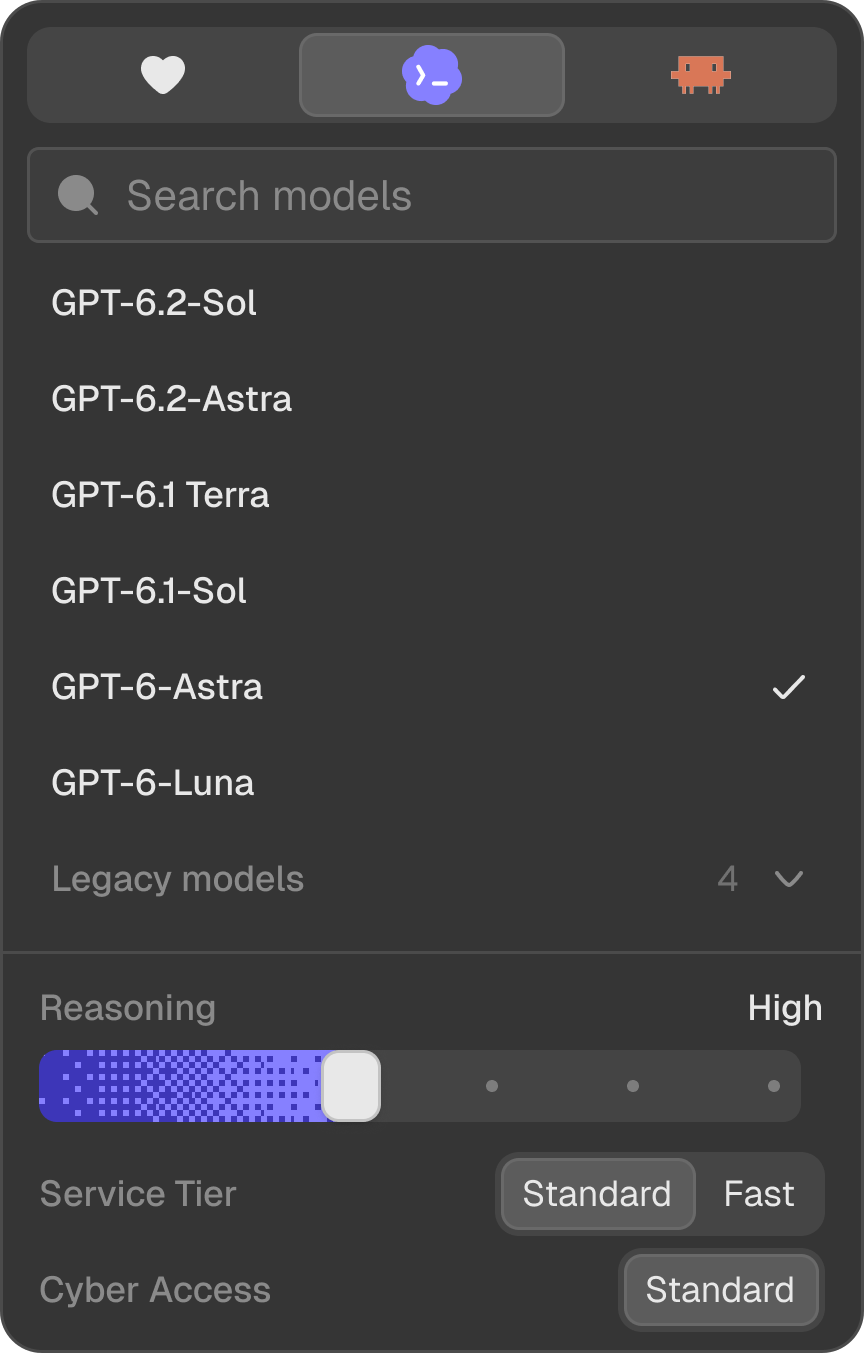 Search models
GPT-6.2-Sol
GPT-6.2-Astra
GPT-6.1 Terra
GPT-6.1-Sol
GPT-6-Astra
GPT-6-Luna
Legacy models 4
Reasoning High
Service Tier Standard Fast
Cyber Access Standard